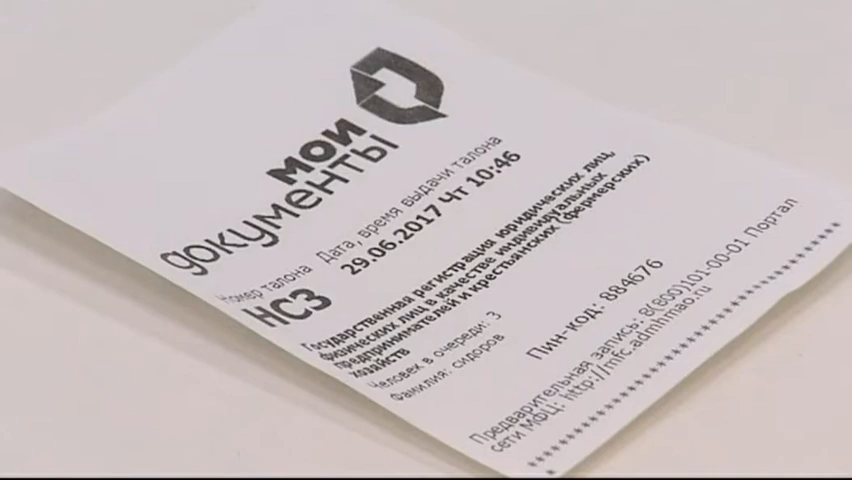 мои
документы
Номер талона Дата, время выдачи талона
НС3 29.06.2017 Чт 10:46
Государственная регистрация юридических лиц,
физических лиц в качестве индивидуальных
предпринимателей и крестьянских (фермерских)
хозяйств
Человек в очереди: 3
Фамилия: сидоров
Пин-код: 884676
Предварительная запись: 8(800)101-00-01 Портал
сети МФЦ: http://mfc.admhmao.ru